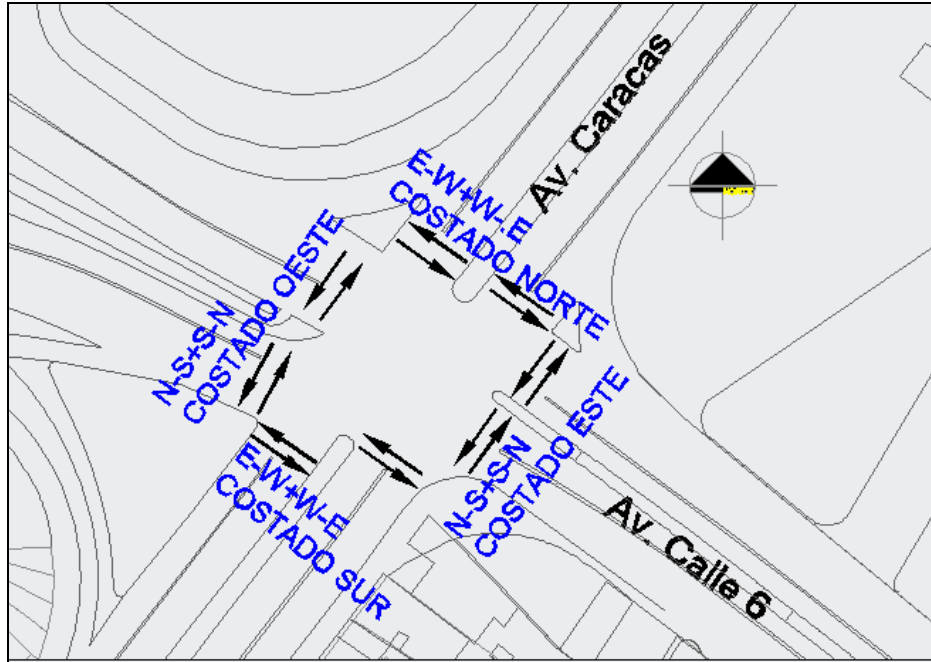 Av. Caracas
E-W+W-.E
COSTADO NORTE
N-S+S-N
COSTADO OESTE
N-S+S-N
COSTADO ESTE
E-W+W-E
COSTADO SUR
Av. Calle 6